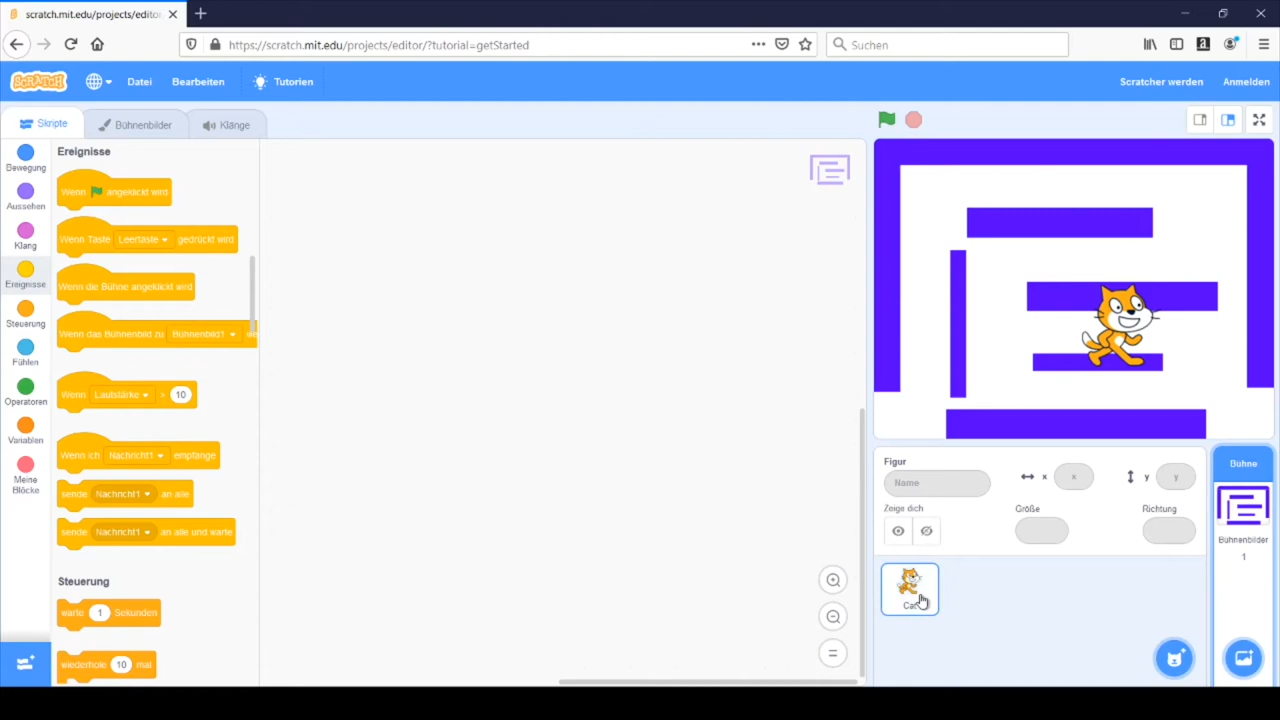 scratch.mit.edu/projects/editor
https://scratch.mit.edu/projects/editor/?tutorial=getStarted
Suchen
SCRATCH
Datei
Bearbeiten
Tutorien
Scratcher werden
Anmelden
Skripte
Bühnenbilder
Klänge
Bewegung
Aussehen
Klang
Ereignisse
Steuerung
Fühlen
Operatoren
Variablen
Meine
Blöcke
Ereignisse
Wenn angeklickt wird
Wenn Taste Leertaste gedrückt wird
Wenn die Bühne angeklickt wird
Wenn das Bühnenbild zu Bühnenbild1
Wenn Lautstärke > 10
Wenn ich Nachricht1 empfange
sende Nachricht1 an alle
sende Nachricht1 an alle und warte
Steuerung
warte 1 Sekunden
wiederhole 10 mal
Figur
Name
x x
y y
Zeige dich
Größe
Richtung
Bühne
Bühnenbilder
1